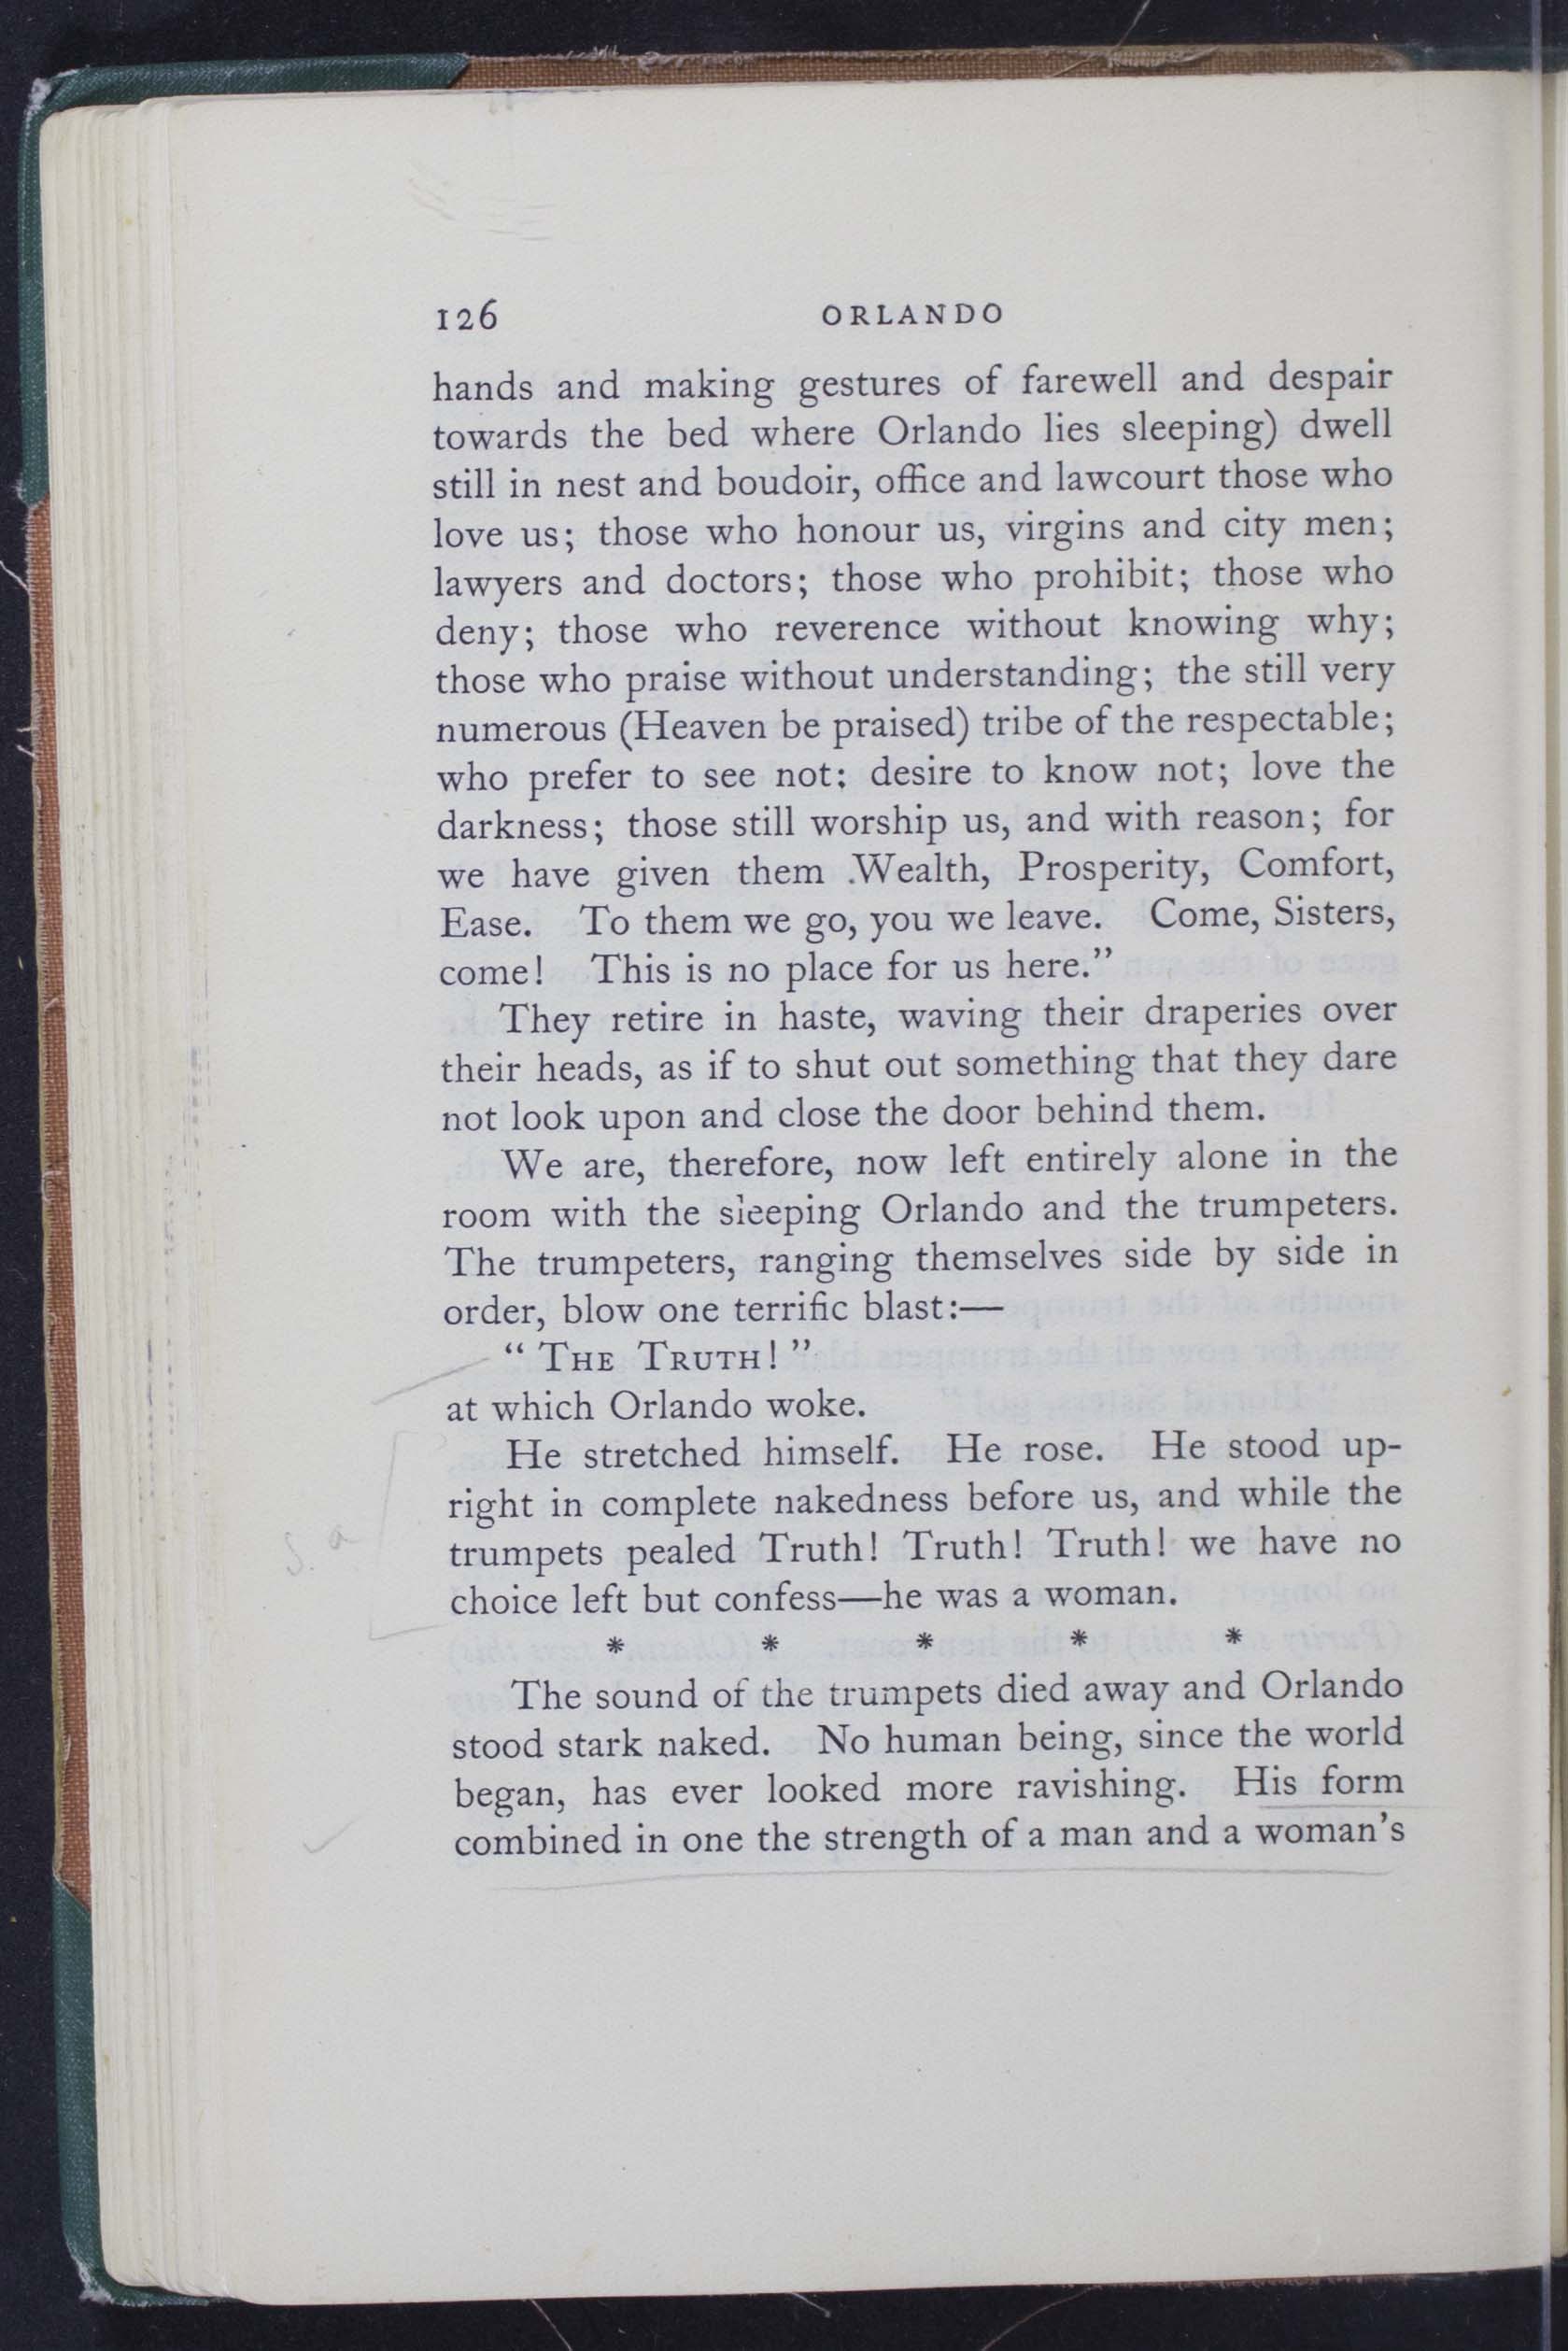 126 ORLANDO
hands and making gestures of farewell and despair
towards the bed where Orlando lies sleeping) dwell
still in nest and boudoir, office and lawcourt those who
love us; those who honour us, virgins and city men;
lawyers and doctors; those who prohibit; those who
deny; those who reverence without knowing why;
those who praise without understanding; the still very
numerous (Heaven be praised) tribe of the respectable;
who prefer to see not; desire to know not; love the
darkness; those still worship us, and with reason; for
we have given them Wealth, Prosperity, Comfort,
Ease. To them we go, you we leave. Come, Sisters,
come! This is no place for us here.”
They retire in haste, waving their draperies over
their heads, as if to shut out something that they dare
not look upon and close the door behind them.
We are, therefore, now left entirely alone in the
room with the sleeping Orlando and the trumpeters.
The trumpeters, ranging themselves side by side in
order, blow one terrific blast:—
“ THE TRUTH! ”
at which Orlando woke.
He stretched himself. He rose. He stood up-
right in complete nakedness before us, and while the
trumpets pealed Truth! Truth! Truth! we have no
choice left but confess—he was a woman.
* * * * *
The sound of the trumpets died away and Orlando
stood stark naked. No human being, since the world
began, has ever looked more ravishing. His form
combined in one the strength of a man and a woman’s